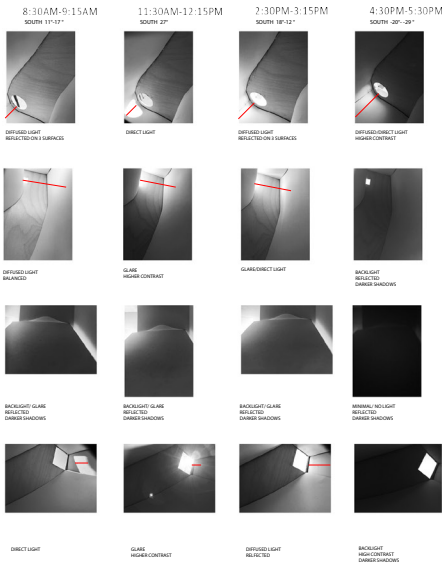 8:30AM-9:15AM
SOUTH 11°-17°
11:30AM-12:15PM
SOUTH 27°
2:30PM-3:15PM
SOUTH 18°-12°
4:30PM-5:30PM
SOUTH -20°--29°
DIFFUSED LIGHT
REFLECTED ON 3 SURFACES
DIRECT LIGHT
DIFFUSED LIGHT
REFLECTED ON 3 SURFACES
DIFFUSED/DIRECT LIGHT
HIGHER CONTRAST
DIFFUSED LIGHT
BALANCED
GLARE
HIGHER CONTRAST
GLARE/DIRECT LIGHT
BACKLIGHT
REFLECTED
DARKER SHADOWS
BACKLIGHT/ GLARE
REFLECTED
DARKER SHADOWS
BACKLIGHT/ GLARE
REFLECTED
DARKER SHADOWS
BACKLIGHT/ GLARE
REFLECTED
DARKER SHADOWS
MINIMAL/ NO LIGHT
REFLECTED
DARKER SHADOWS
DIRECT LIGHT
GLARE
HIGHER CONTRAST
DIFFUSED LIGHT
RELFECTED
BACKLIGHT
HIGH CONTRAST
DARKER SHADOWS